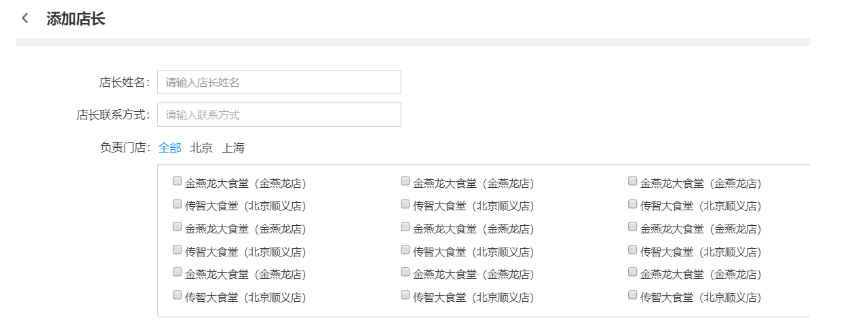 添加店长
店长姓名： 请输入店长姓名
店长联系方式： 请输入联系方式
负责门店： 全部 北京 上海
金燕龙大食堂（金燕龙店） 金燕龙大食堂（金燕龙店） 金燕龙大食堂（金燕龙店）
传智大食堂（北京顺义店） 传智大食堂（北京顺义店） 传智大食堂（北京顺义店）
金燕龙大食堂（金燕龙店） 金燕龙大食堂（金燕龙店） 金燕龙大食堂（金燕龙店）
传智大食堂（北京顺义店） 传智大食堂（北京顺义店） 传智大食堂（北京顺义店）
金燕龙大食堂（金燕龙店） 金燕龙大食堂（金燕龙店） 金燕龙大食堂（金燕龙店）
传智大食堂（北京顺义店） 传智大食堂（北京顺义店） 传智大食堂（北京顺义店）